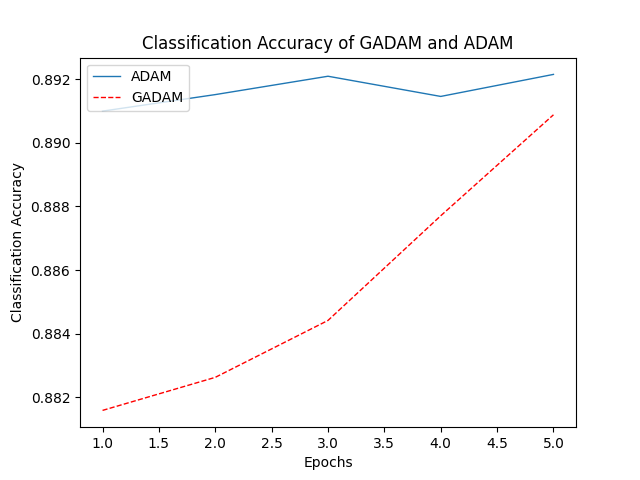 Classification Accuracy of GADAM and ADAM
ADAM
GADAM
Classification Accuracy
0.892
0.890
0.888
0.886
0.884
0.882
1.0 1.5 2.0 2.5 3.0 3.5 4.0 4.5 5.0
Epochs